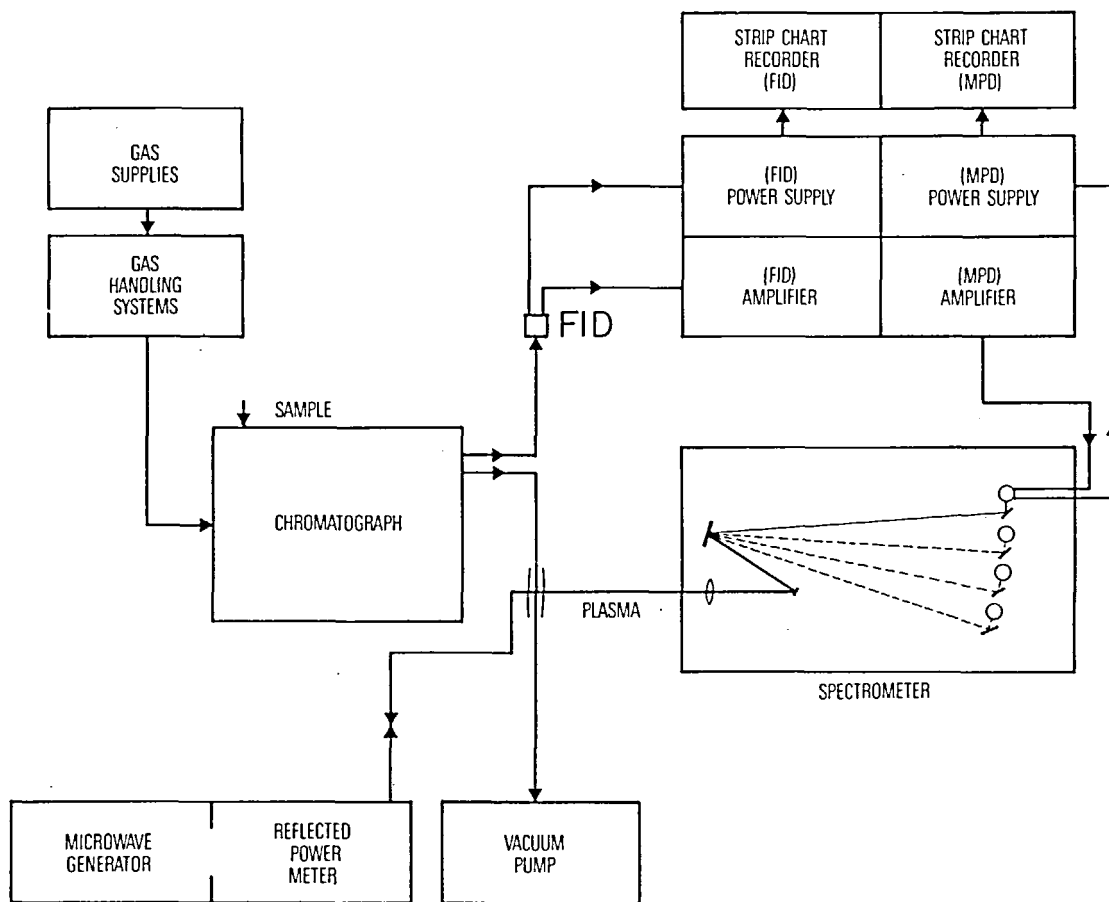 STRIP CHART
RECORDER
(FID)
STRIP CHART
RECORDER
(MPD)
GAS
SUPPLIES
(FID)
POWER SUPPLY
(MPD)
POWER SUPPLY
GAS
HANDLING
SYSTEMS
(FID)
AMPLIFIER
(MPD)
AMPLIFIER
FID
SAMPLE
CHROMATOGRAPH
PLASMA
SPECTROMETER
MICROWAVE
GENERATOR
REFLECTED
POWER
METER
VACUUM
PUMP